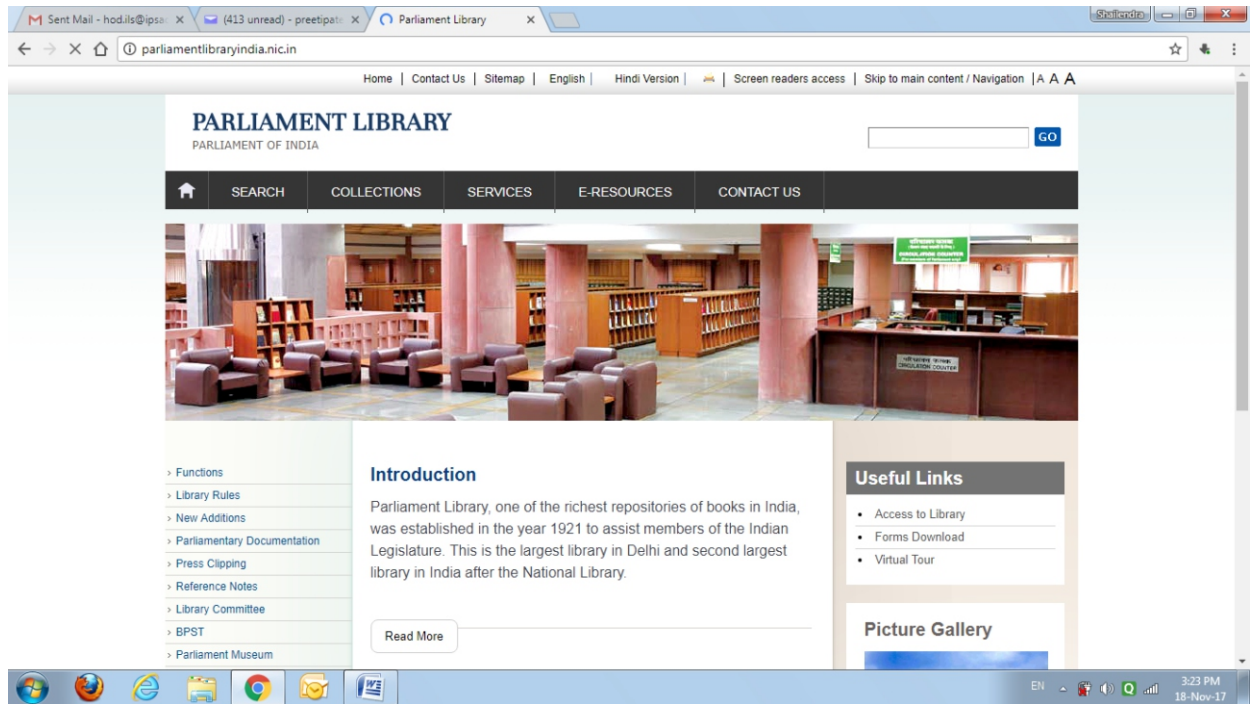 Sent Mail - hod.ils@ipsa
(413 unread) - preetipate
Parliament Library
Shailendra
parliamentlibraryindia.nic.in
Home | Contact Us | Sitemap | English | Hindi Version | | Screen readers access | Skip to main content / Navigation | A A A
PARLIAMENT LIBRARY
PARLIAMENT OF INDIA
GO
SEARCH COLLECTIONS SERVICES E-RESOURCES CONTACT US
CIRCULATION COUNTER
CIRCULATION COUNTER
› Functions
› Library Rules
› New Additions
› Parliamentary Documentation
› Press Clipping
› Reference Notes
› Library Committee
› BPST
› Parliament Museum
Introduction
Parliament Library, one of the richest repositories of books in India,
was established in the year 1921 to assist members of the Indian
Legislature. This is the largest library in Delhi and second largest
library in India after the National Library.
Read More
Useful Links
• Access to Library
• Forms Download
• Virtual Tour
Picture Gallery
EN
3:23 PM
18-Nov-17